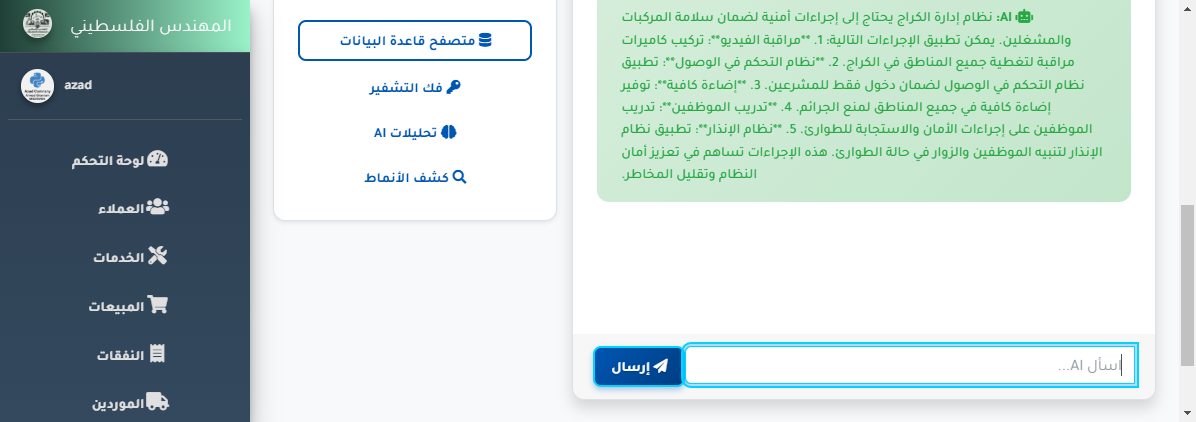 المهندس الفلسطيني
azad
لوحة التحكم
العملاء
الخدمات
المبيعات
النفقات
الموردين
متصفح قاعدة البيانات
فك التشفير
تحليلات AI
كشف الأنماط
AI: نظام إدارة الكراج يحتاج إلى إجراءات أمنية لضمان سلامة المركبات
والمشغلين. يمكن تطبيق الإجراءات التالية: 1. **مراقبة الفيديو**: تركيب كاميرات
مراقبة لتغطية جميع المناطق في الكراج. 2. **نظام التحكم في الوصول**: تطبيق
نظام التحكم في الوصول لضمان دخول فقط للمشرعين. 3. **إضاءة كافية**: توفير
إضاءة كافية في جميع المناطق لمنع الجرائم. 4. **تدريب الموظفين**: تدريب
الموظفين على إجراءات الأمان والاستجابة للطوارئ. 5. **نظام الإنذار**: تطبيق نظام
الإنذار لتنبيه الموظفين والزوار في حالة الطوارئ. هذه الإجراءات تساهم في تعزيز أمان
النظام وتقليل المخاطر.
اسأل AI...
إرسال